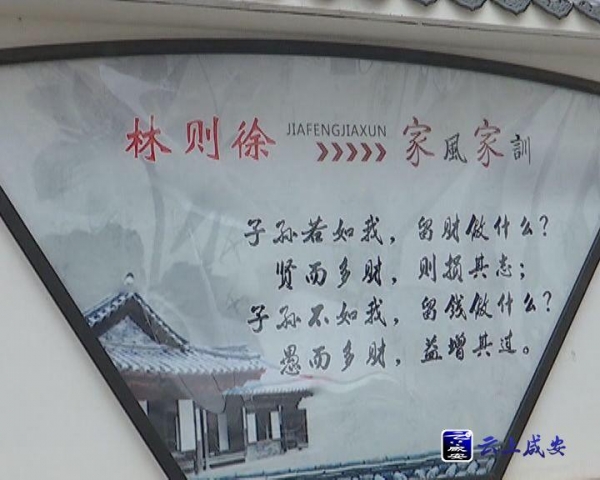 林则徐 JIAFENGJIAXUN >>>>> 家風家訓
子孙若如我，留财做什么？
贤而多财，则损其志；
子孙不如我，留钱做什么？
愚而多财，益增其过。
云上咸安